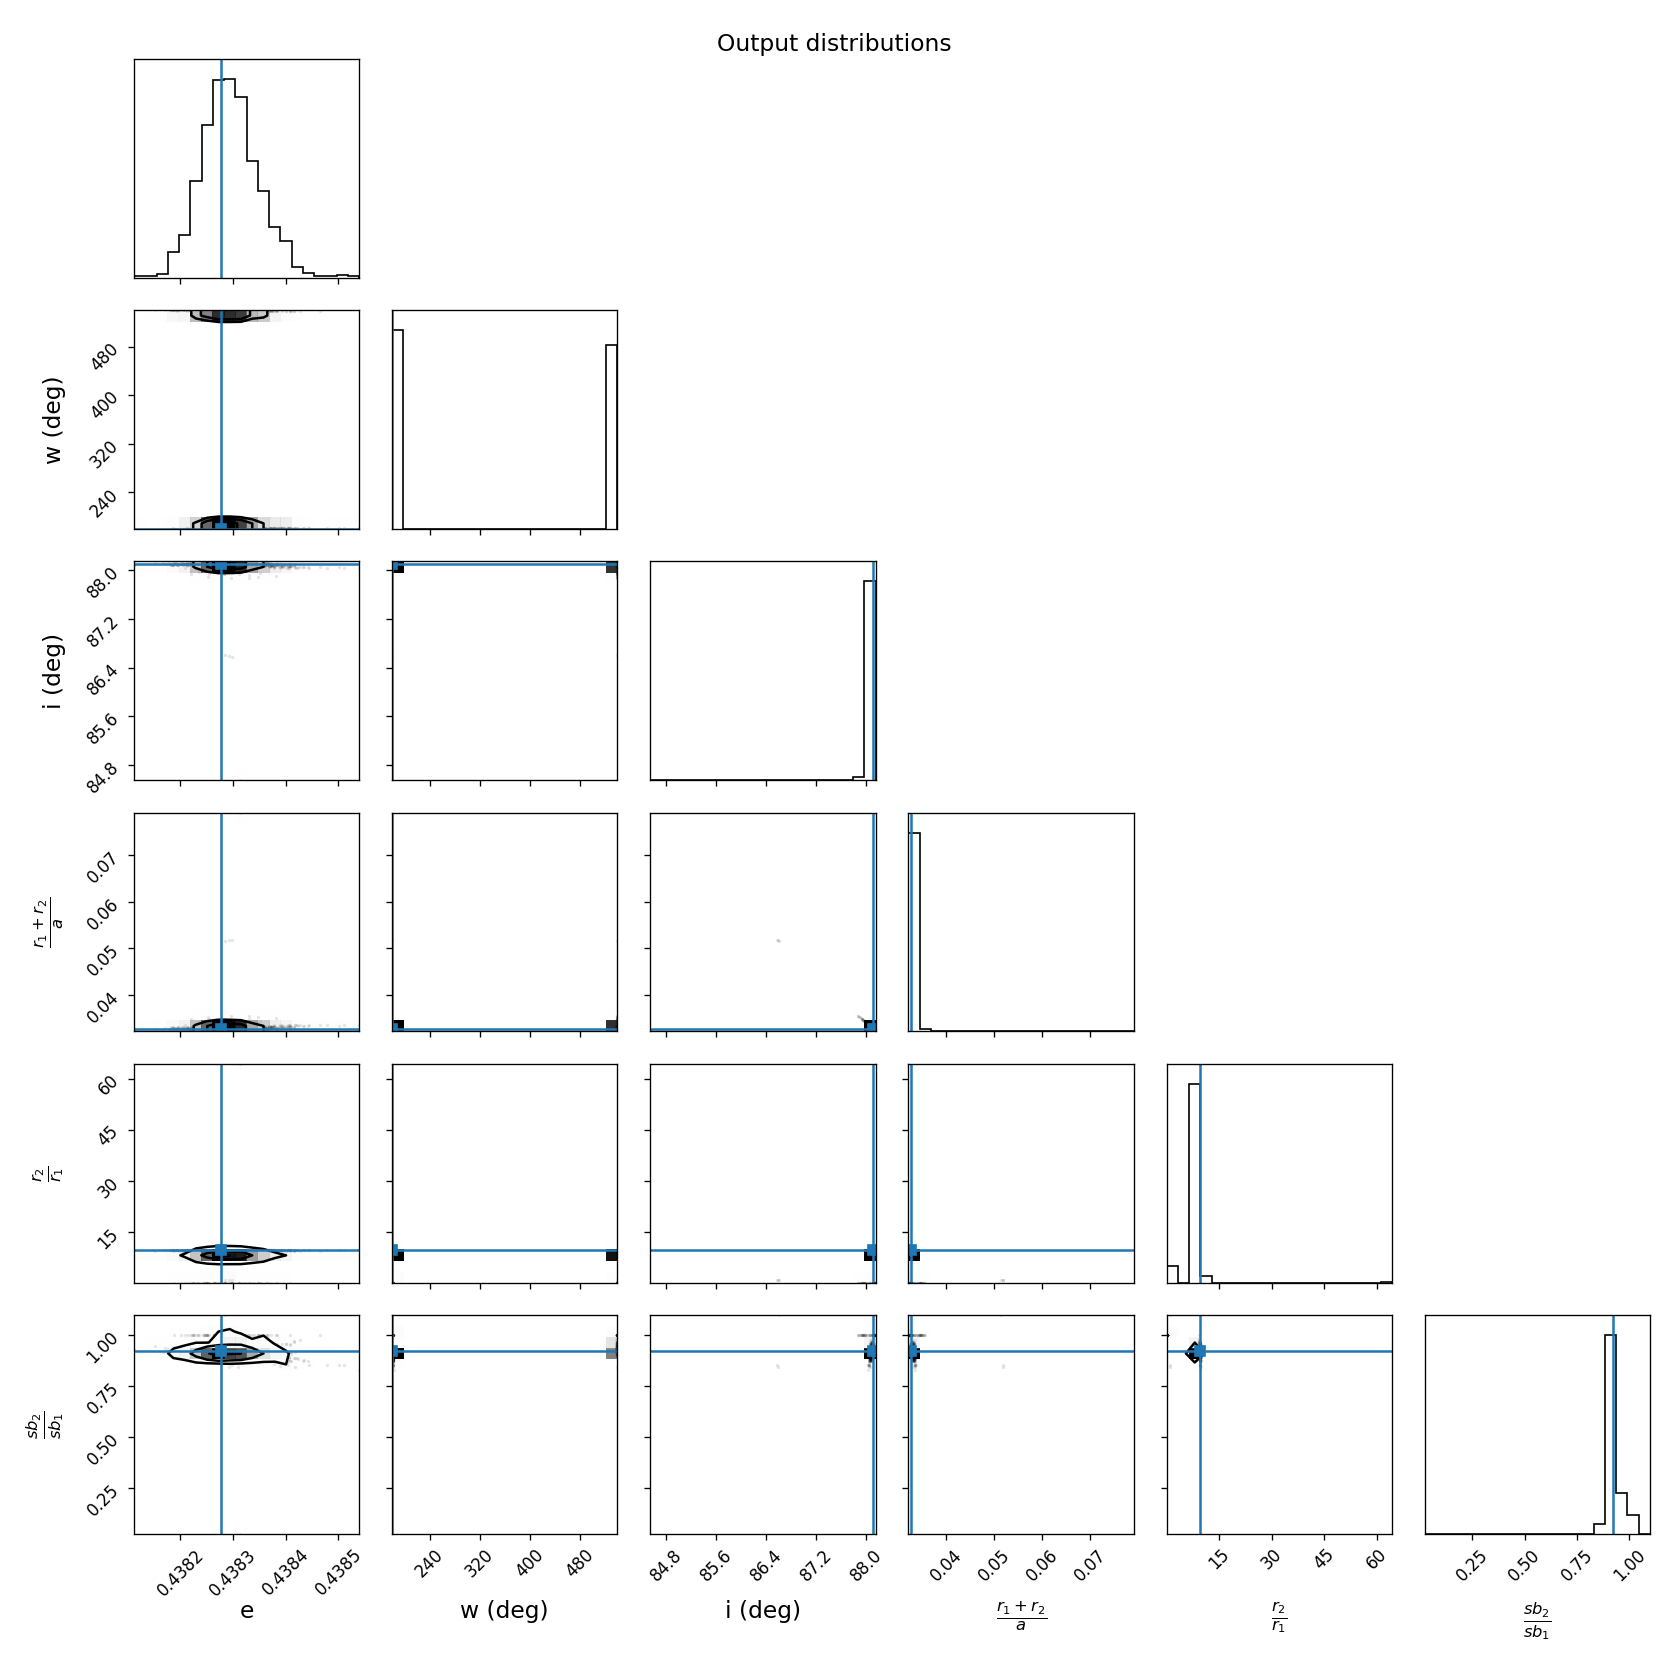 Output distributions
w (deg)
480
400
320
240
i (deg)
88.0
87.2
86.4
85.6
84.8
r₁ + r₂
a
0.07
0.06
0.05
0.04
r₂
r₁
60
45
30
15
sb₂
sb₁
1.00
0.75
0.50
0.25
0.4382 0.4383 0.4384 0.4385 240 320 400 480 84.8 85.6 86.4 87.2 88.0 0.04 0.05 0.06 0.07 15 30 45 60 0.25 0.50 0.75 1.00
e w (deg) i (deg) r₁ + r₂ r₂ sb₂
a r₁ sb₁